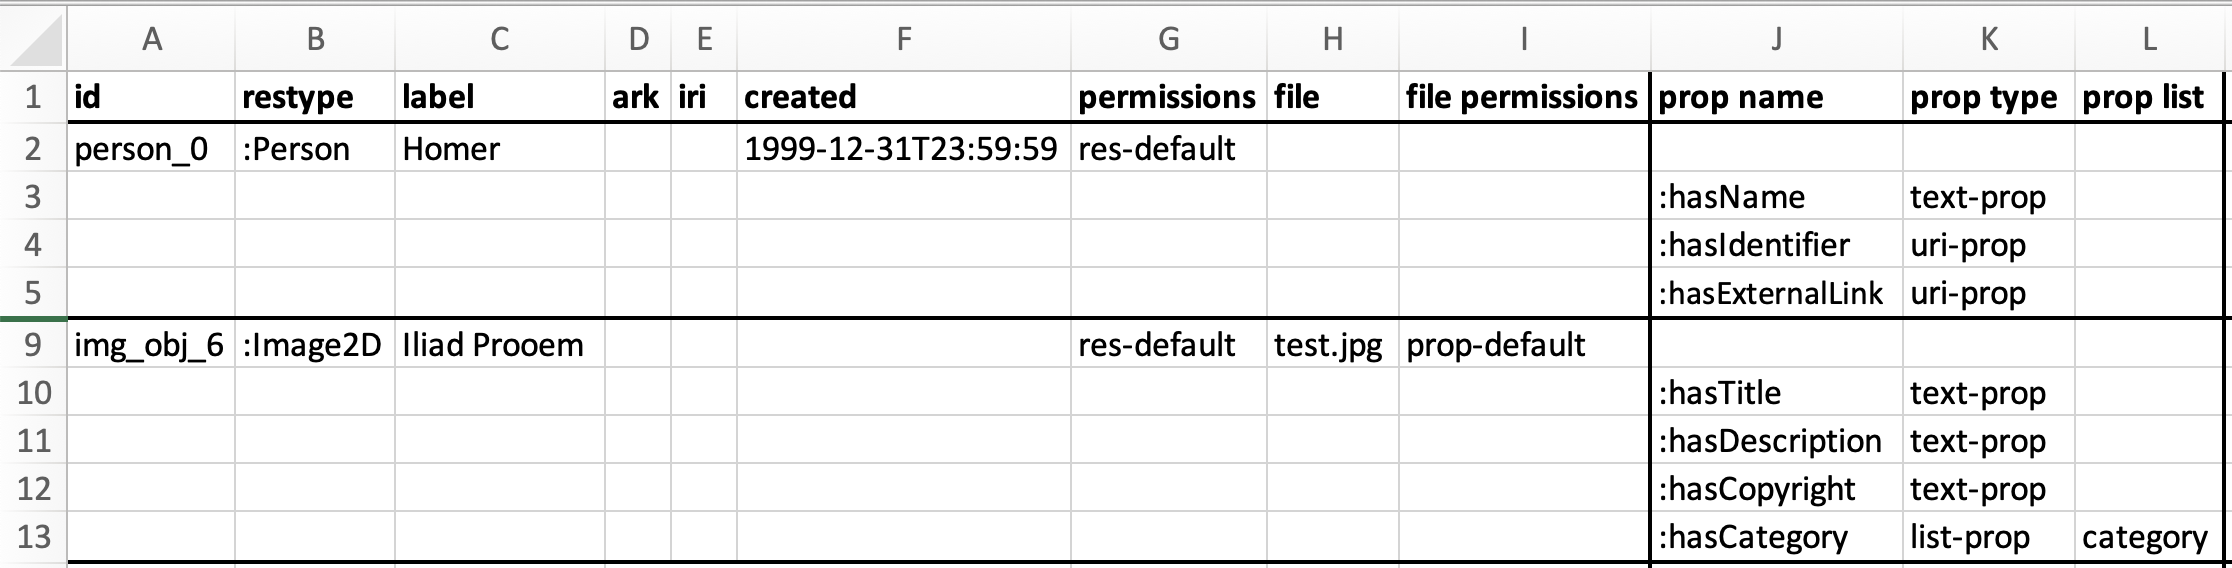 A B C D E F G H I J K L
1 id restype label ark iri created permissions file file permissions prop name prop type prop list
2 person_0 :Person Homer 1999-12-31T23:59:59 res-default
3 :hasName text-prop
4 :hasIdentifier uri-prop
5 :hasExternalLink uri-prop
9 img_obj_6 :Image2D Iliad Prooem res-default test.jpg prop-default
10 :hasTitle text-prop
11 :hasDescription text-prop
12 :hasCopyright text-prop
13 :hasCategory list-prop category